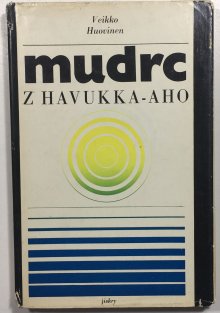 Veikko
Huovinen
mudrc
Z HAVUKKA-AHO
jiskry